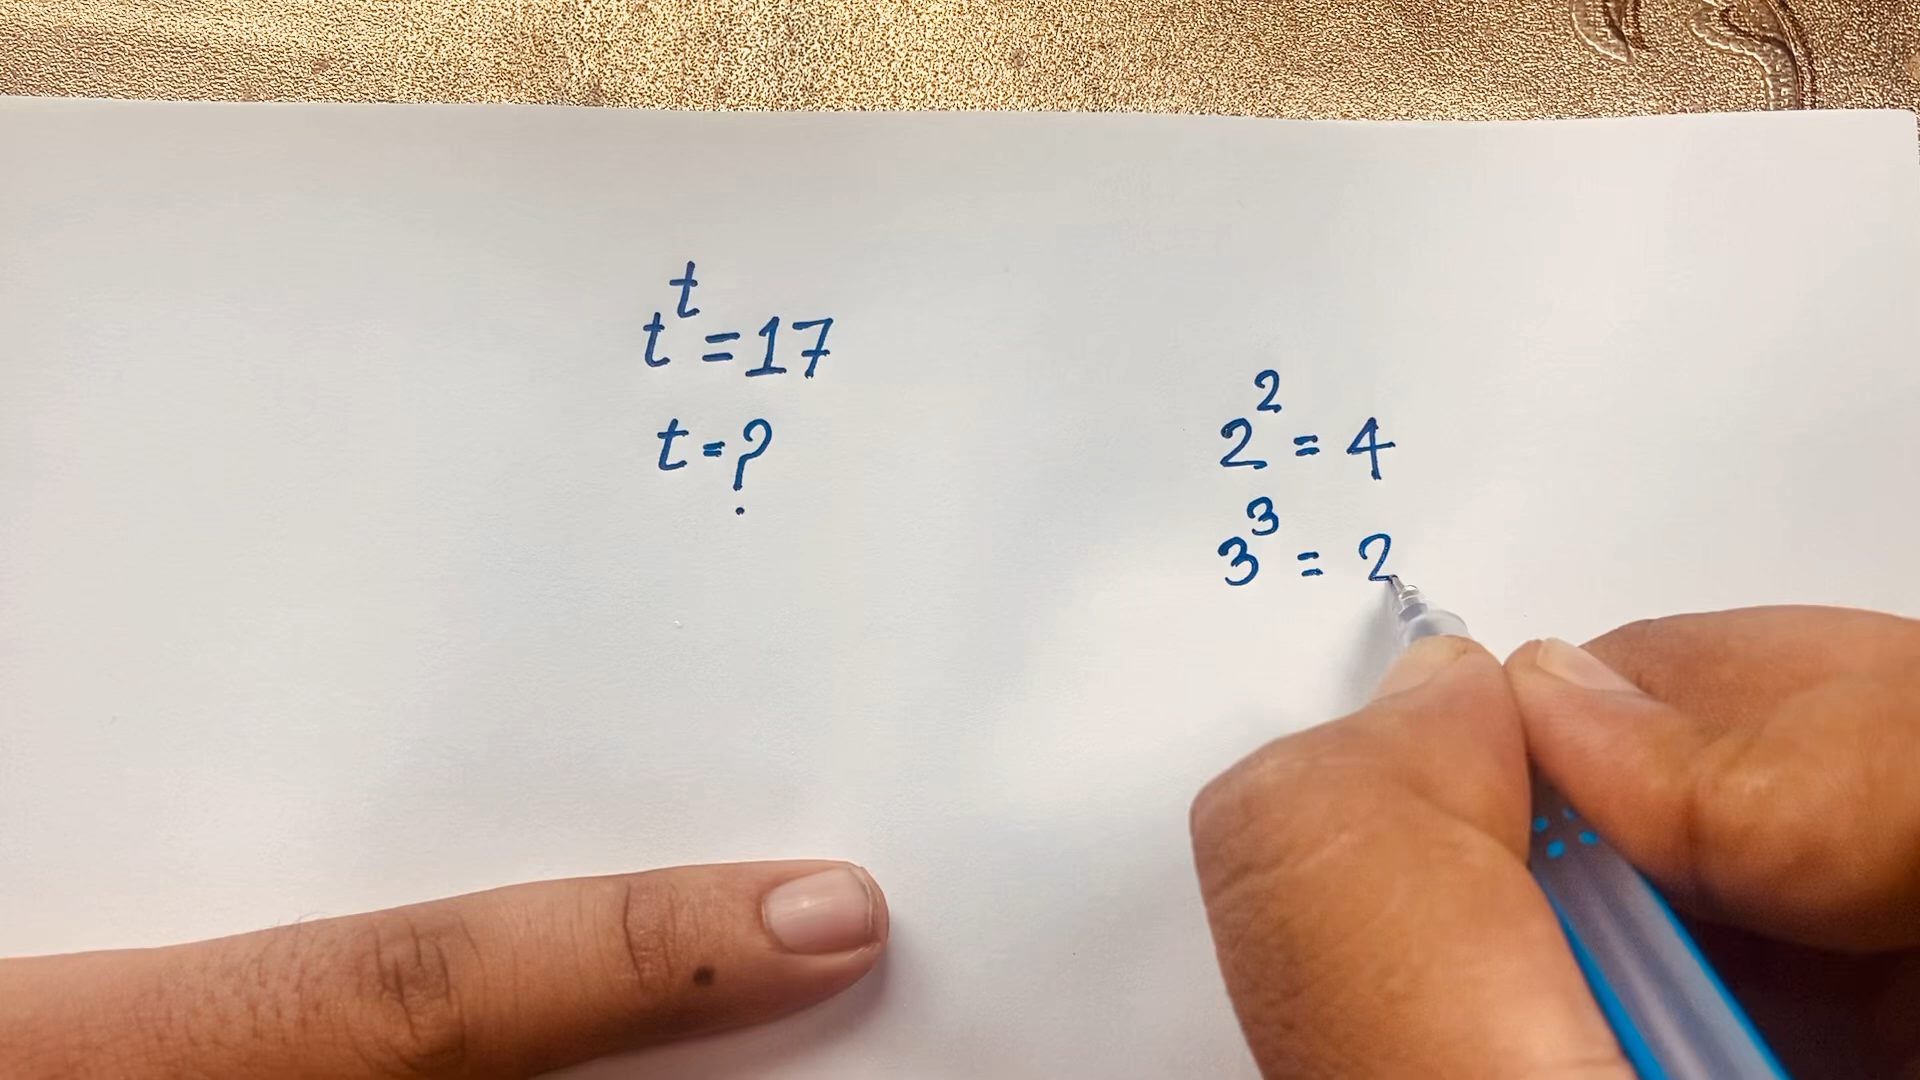 t^t = 17
t = ?
2^2 = 4
3^3 = 2